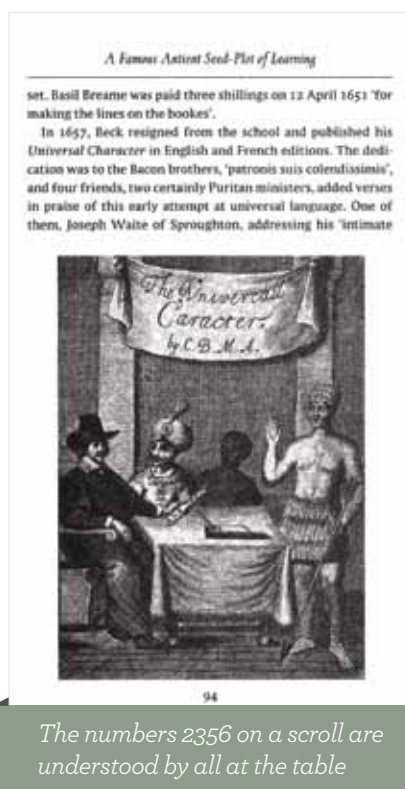 A Famous Antient Seed-Plot of Learning
set. Basil Breame was paid three shillings on 12 April 1651 'for
making the lines on the bookes'.
In 1657, Beck resigned from the school and published his
Universal Character in English and French editions. The dedi-
cation was to the Bacon brothers, 'patronis suis colendissimis',
and four friends, two certainly Puritan ministers, added verses
in praise of this early attempt at universal language. One of
them, Joseph Waite of Sproughton, addressing his 'intimate
The Universall
Caracter.
by C B. M. A.
94
The numbers 2356 on a scroll are
understood by all at the table